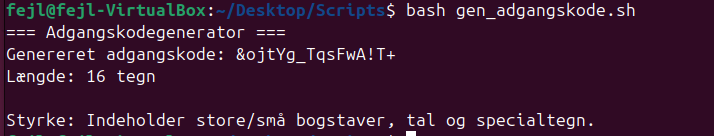 fejl@fejl-VirtualBox:~/Desktop/Scripts$ bash gen_adgangskode.sh
=== Adgangskodegenerator ===
Genereret adgangskode: &ojtYg_TqsFwA!T+
Længde: 16 tegn
Styrke: Indeholder store/små bogstaver, tal og specialtegn.